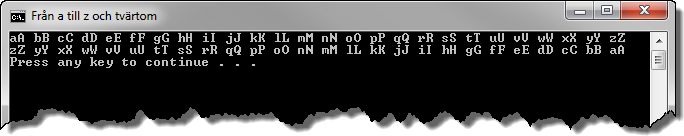 Från a till z och tvärtom
aA bB cC dD eE fF gG hH iI jJ kK lL mM nN oO pP qQ rR sS tT uU vV wW xX yY zZ
zZ yY xX wW vV uU tT sS rR qQ pP oO nN mM lL kK jJ iI hH gG fF eE dD cC bB aA
Press any key to continue . . .